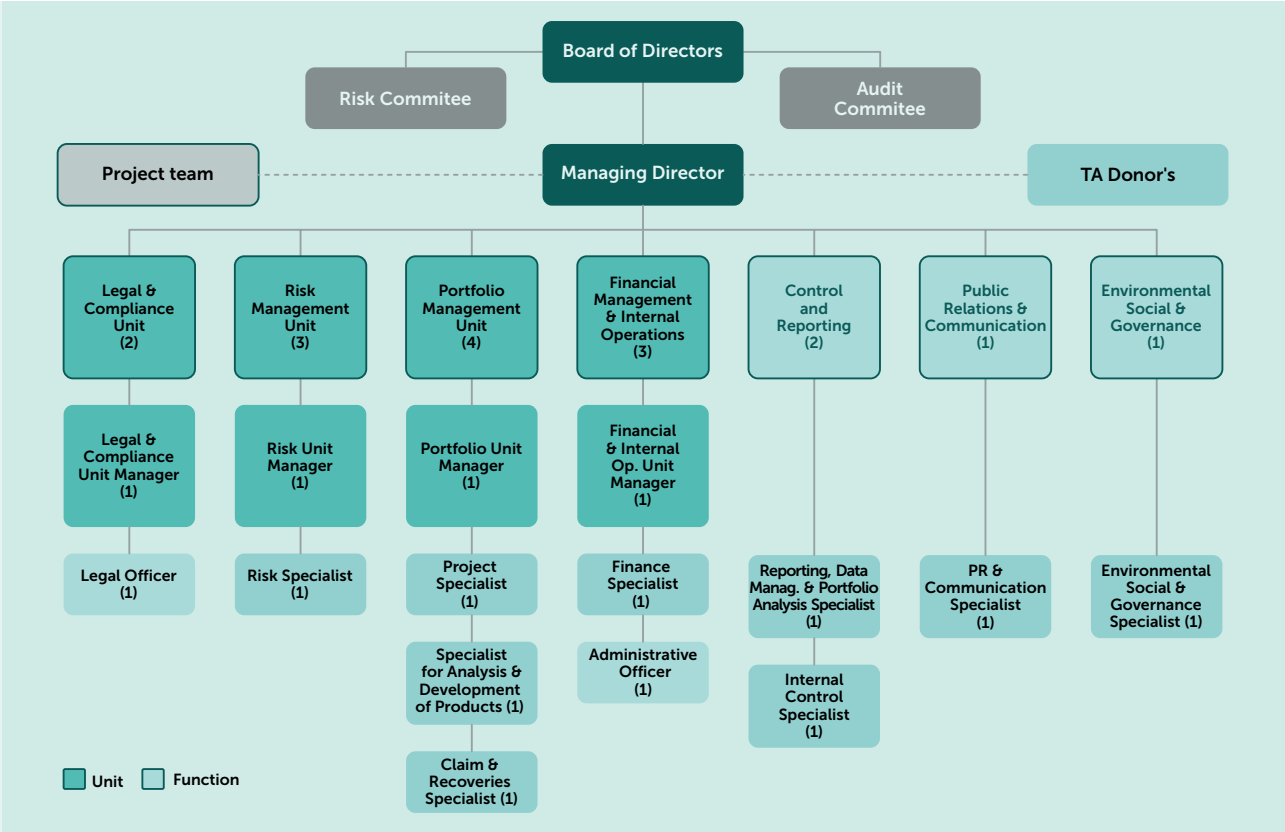 Board of Directors
Risk Commitee
Audit
Commitee
Project team
Managing Director
TA Donor's
Legal &
Compliance
Unit
(2)
Risk
Management
Unit
(3)
Portfolio
Management
Unit
(4)
Financial
Management
& Internal
Operations
(3)
Control
and
Reporting
(2)
Public
Relations &
Communication
(1)
Environmental
Social &
Governance
(1)
Legal &
Compliance
Unit Manager
(1)
Risk Unit
Manager
(1)
Portfolio Unit
Manager
(1)
Financial
& Internal
Op. Unit
Manager
(1)
Legal Officer
(1)
Risk Specialist
(1)
Project
Specialist
(1)
Finance
Specialist
(1)
Reporting, Data
Manag. & Portfolio
Analysis Specialist
(1)
PR &
Communication
Specialist
(1)
Environmental
Social &
Governance
Specialist (1)
Specialist
for Analysis &
Development
of Products (1)
Administrative
Officer
(1)
Internal
Control
Specialist
(1)
Claim &
Recoveries
Specialist (1)
Unit
Function